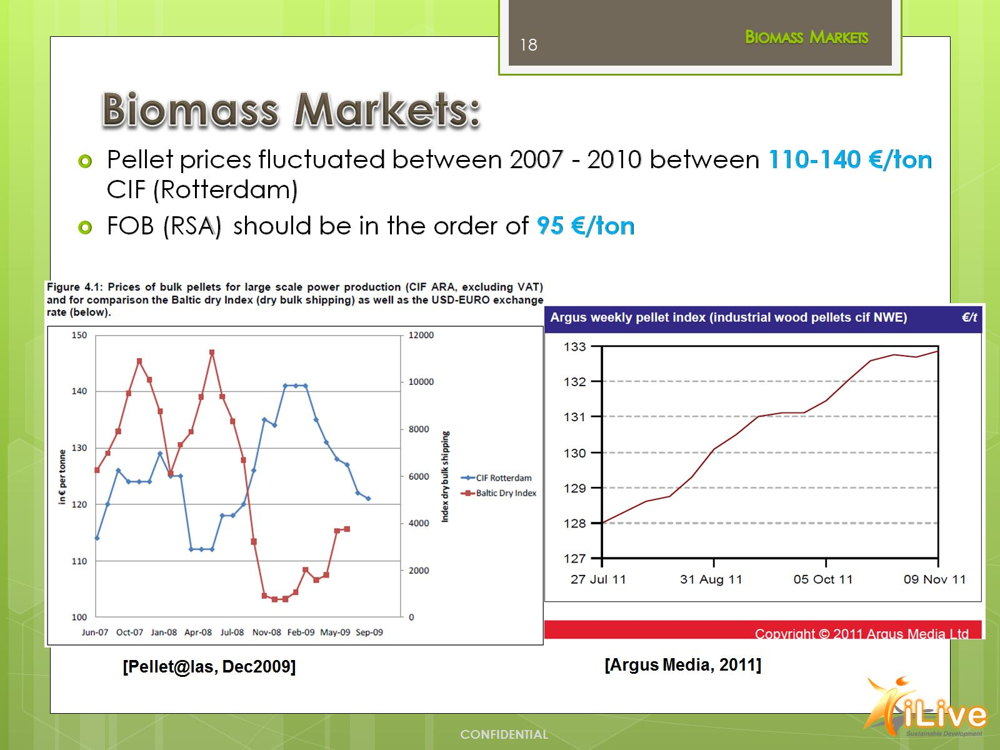 18
BIOMASS MARKETS
Biomass Markets:
Pellet prices fluctuated between 2007 - 2010 between 110-140 €/ton
CIF (Rotterdam)
FOB (RSA) should be in the order of 95 €/ton
Figure 4.1: Prices of bulk pellets for large scale power production (CIF ARA, excluding VAT)
and for comparison the Baltic dry Index (dry bulk shipping) as well as the USD-EURO exchange
rate (below).
150
140
130
120
110
100
in € per tonne
12000
10000
8000
6000
4000
2000
0
Index dry bulk shipping
CIF Rotterdam
Baltic Dry Index
Jun-07 Oct-07 Jan-08 Apr-08 Jul-08 Nov-08 Feb-09 May-09 Sep-09
[Pellet@las, Dec2009]
Argus weekly pellet index (industrial wood pellets cif NWE) €/t
133
132
131
130
129
128
127
27 Jul 11 31 Aug 11 05 Oct 11 09 Nov 11
Copyright © 2011 Argus Media Ltd
[Argus Media, 2011]
iLive
Sustainable Development
CONFIDENTIAL